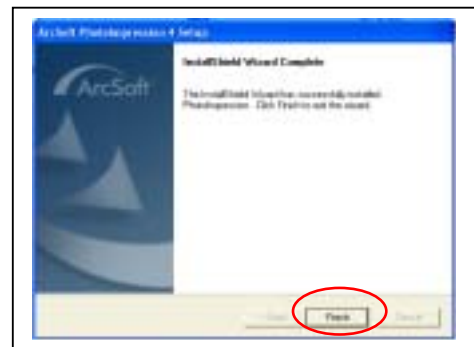 ArcSoft PhotoImpression 4 Setup
InstallShield Wizard Complete
ArcSoft
The InstallShield Wizard has successfully installed
PhotoImpression. Click Finish to exit the wizard.
Finish
Cancel